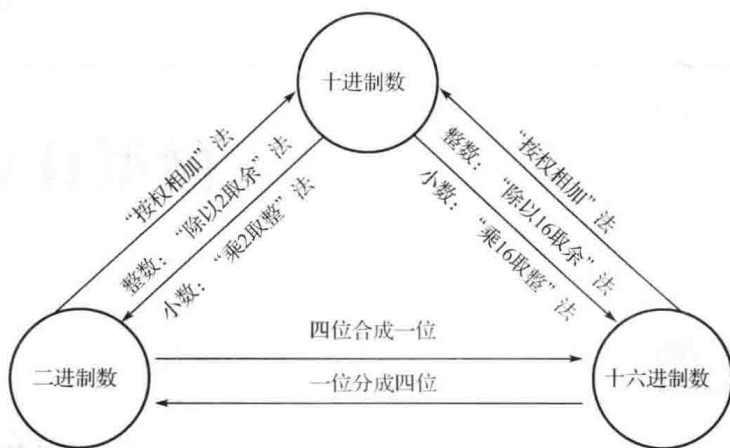 十进制数
“按权相加”法
整数：“除以2取余”法
小数：“乘2取整”法
“按权相加”法
整数：“除以16取余”法
小数：“乘16取整”法
二进制数
四位合成一位
一位分成四位
十六进制数